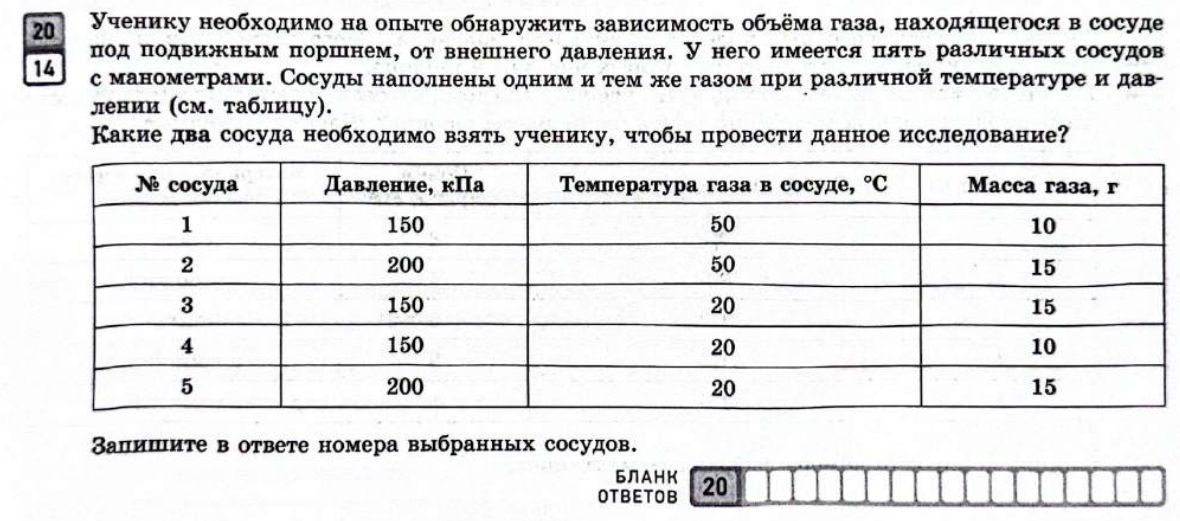 20
14
Ученику необходимо на опыте обнаружить зависимость объёма газа, находящегося в сосуде
под подвижным поршнем, от внешнего давления. У него имеется пять различных сосудов
с манометрами. Сосуды наполнены одним и тем же газом при различной температуре и дав-
лении (см. таблицу).
Какие два сосуда необходимо взять ученику, чтобы провести данное исследование?
№ сосуда Давление, кПа Температура газа в сосуде, °С Масса газа, г
1 150 50 10
2 200 50 15
3 150 20 15
4 150 20 10
5 200 20 15
Запишите в ответе номера выбранных сосудов.
БЛАНК
ОТВЕТОВ 20